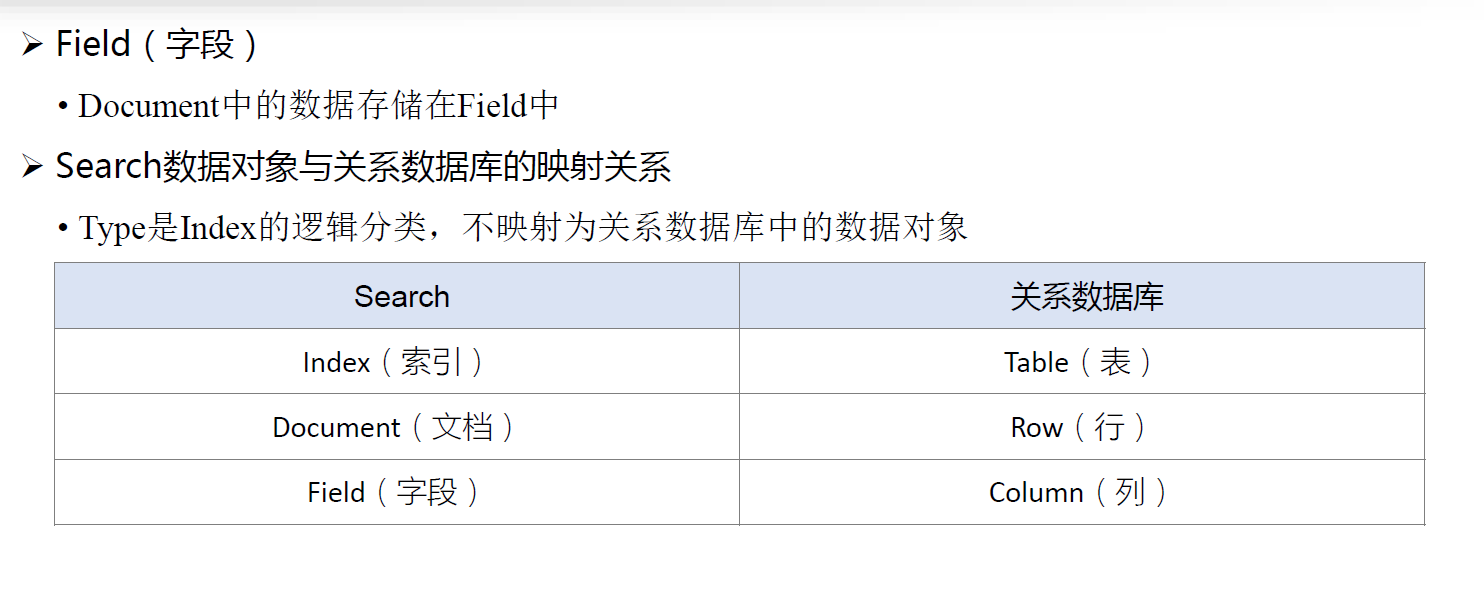 ➢ Field（字段）
• Document中的数据存储在Field中
➢ Search数据对象与关系数据库的映射关系
• Type是Index的逻辑分类，不映射为关系数据库中的数据对象
Search 关系数据库
Index（索引） Table（表）
Document（文档） Row（行）
Field（字段） Column（列）